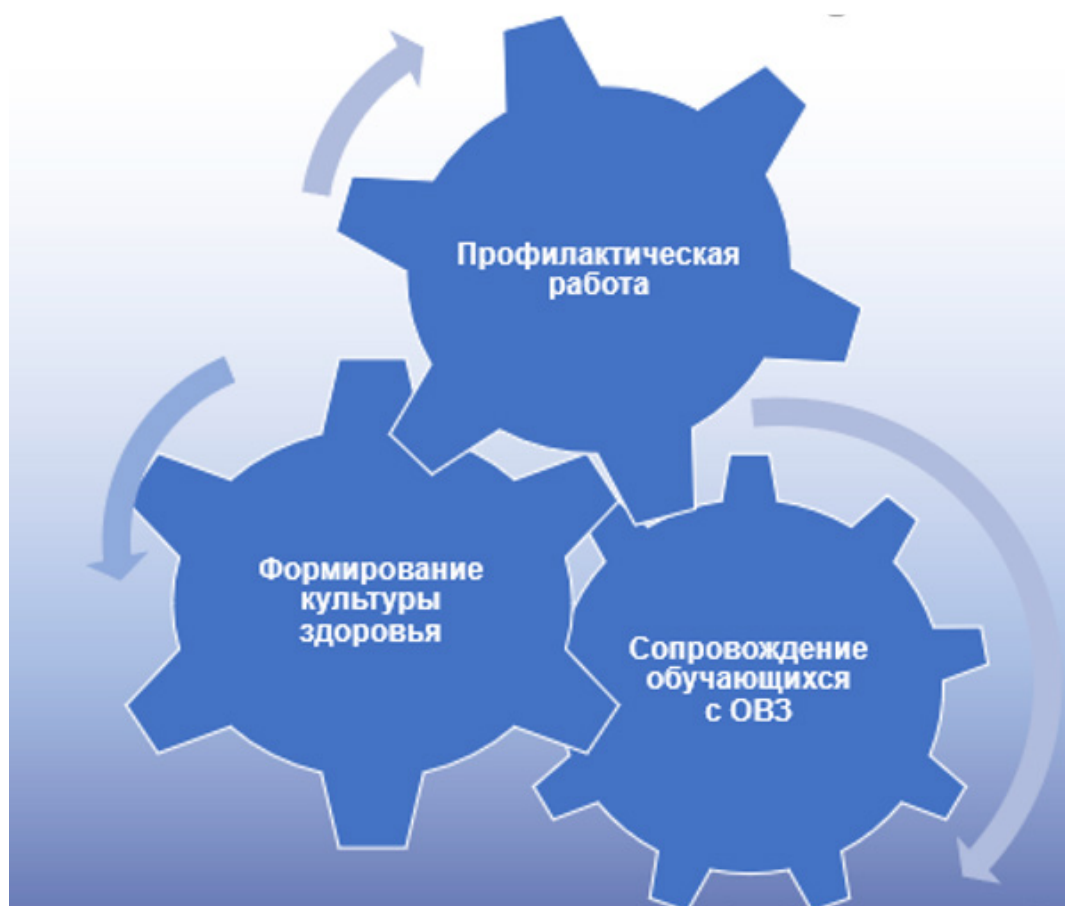 Профилактическая
работа
Формирование
культуры
здоровья
Сопровождение
обучающихся
с ОВЗ